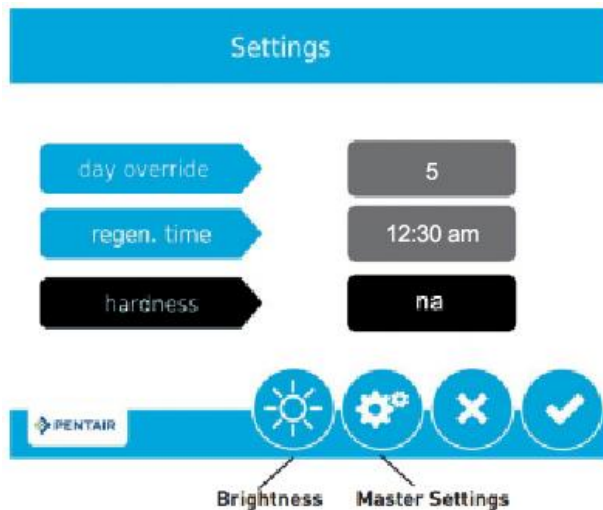 Settings
day override 5
regen. time 12:30 am
hardness na
PENTAIR
Brightness Master Settings